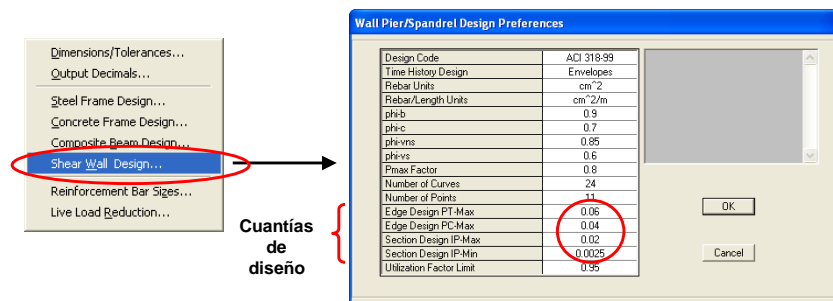 Wall Pier/Spandrel Design Preferences
Dimensions/Tolerances...
Output Decimals...
Steel Frame Design...
Concrete Frame Design...
Composite Beam Design...
Shear Wall Design...
Reinforcement Bar Sizes...
Live Load Reduction...
Cuantías
de
diseño
Design Code ACI 318-99
Time History Design Envelopes
Rebar Units cm^2
Rebar/Length Units cm^2/m
phi-b 0.9
phi-c 0.7
phi-vns 0.85
phi-vs 0.6
Pmax Factor 0.8
Number of Curves 24
Number of Points 11
Edge Design PT-Max 0.06
Edge Design PC-Max 0.04
Section Design IP-Max 0.02
Section Design IP-Min 0.0025
Utilization Factor Limit 0.95
OK
Cancel